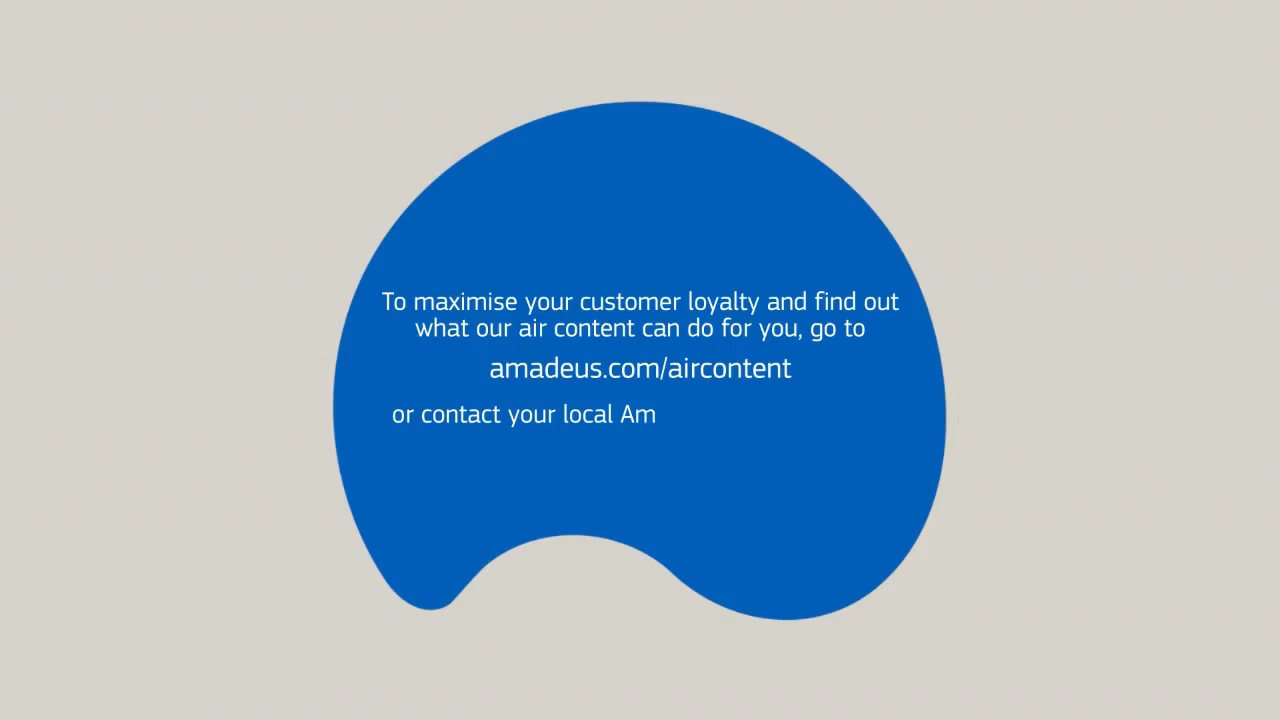 To maximise your customer loyalty and find out
what our air content can do for you, go to
amadeus.com/aircontent
or contact your local Am